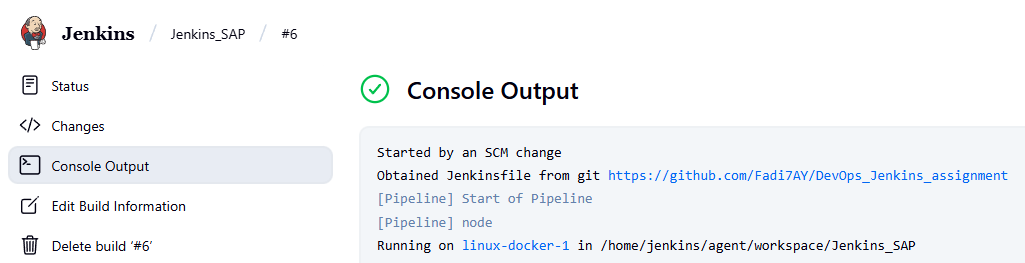 Jenkins / Jenkins_SAP / #6
Status
Changes
Console Output
Edit Build Information
Delete build ‘#6’
Console Output
Started by an SCM change
Obtained Jenkinsfile from git https://github.com/Fadi7AY/DevOps_Jenkins_assignment
[Pipeline] Start of Pipeline
[Pipeline] node
Running on linux-docker-1 in /home/jenkins/agent/workspace/Jenkins_SAP